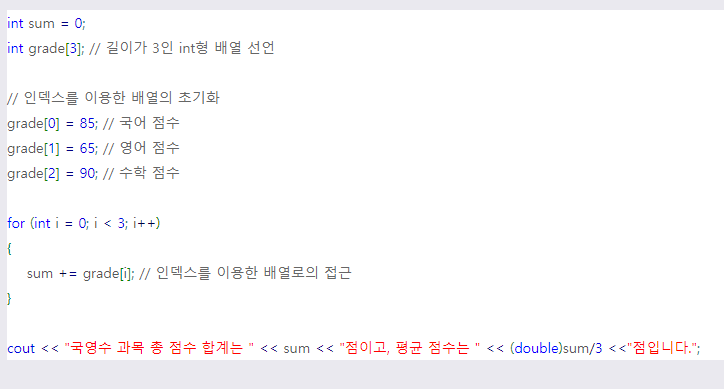 int sum = 0;
int grade[3]; // 길이가 3인 int형 배열 선언
// 인덱스를 이용한 배열의 초기화
grade[0] = 85; // 국어 점수
grade[1] = 65; // 영어 점수
grade[2] = 90; // 수학 점수
for (int i = 0; i < 3; i++)
{
sum += grade[i]; // 인덱스를 이용한 배열로의 접근
}
cout << "국영수 과목 총 점수 합계는 " << sum << "점이고, 평균 점수는 " << (double)sum/3 <<"점입니다.";